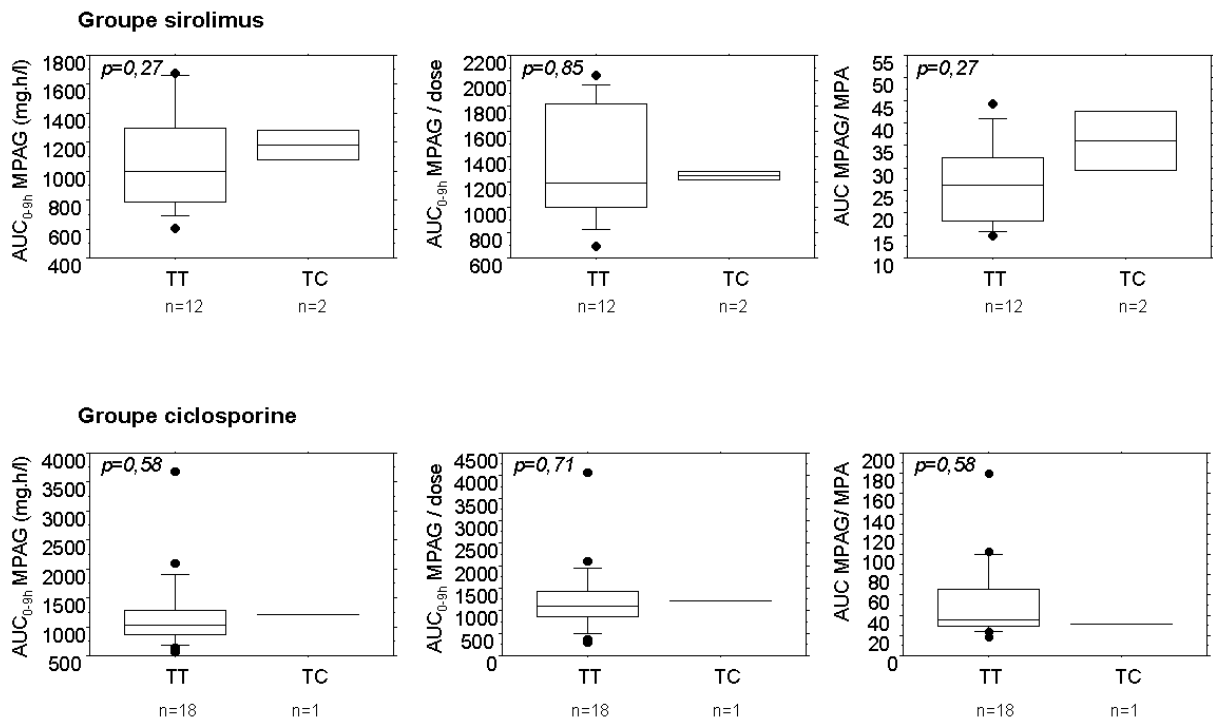 Groupe sirolimus
AUC0-9h MPAG (mg.h/l)
1800
1600
1400
1200
1000
800
600
400
p=0,27
TT
TC
n=12
n=2
AUC0-9h MPAG / dose
2200
2000
1800
1600
1400
1200
1000
800
600
p=0,85
TT
TC
n=12
n=2
AUC MPAG/ MPA
55
45
40
35
30
25
20
15
10
p=0,27
TT
TC
n=12
n=2
Groupe ciclosporine
AUC0-9h MPAG (mg.h/l)
4000
3500
3000
2500
2000
1500
1000
500
p=0,58
TT
TC
n=18
n=1
AUC0-9h MPAG / dose
4500
3500
3000
2500
2000
1500
1000
500
0
p=0,71
TT
TC
n=18
n=1
AUC MPAG/ MPA
200
180
160
140
120
100
80
60
40
20
0
p=0,58
TT
TC
n=18
n=1